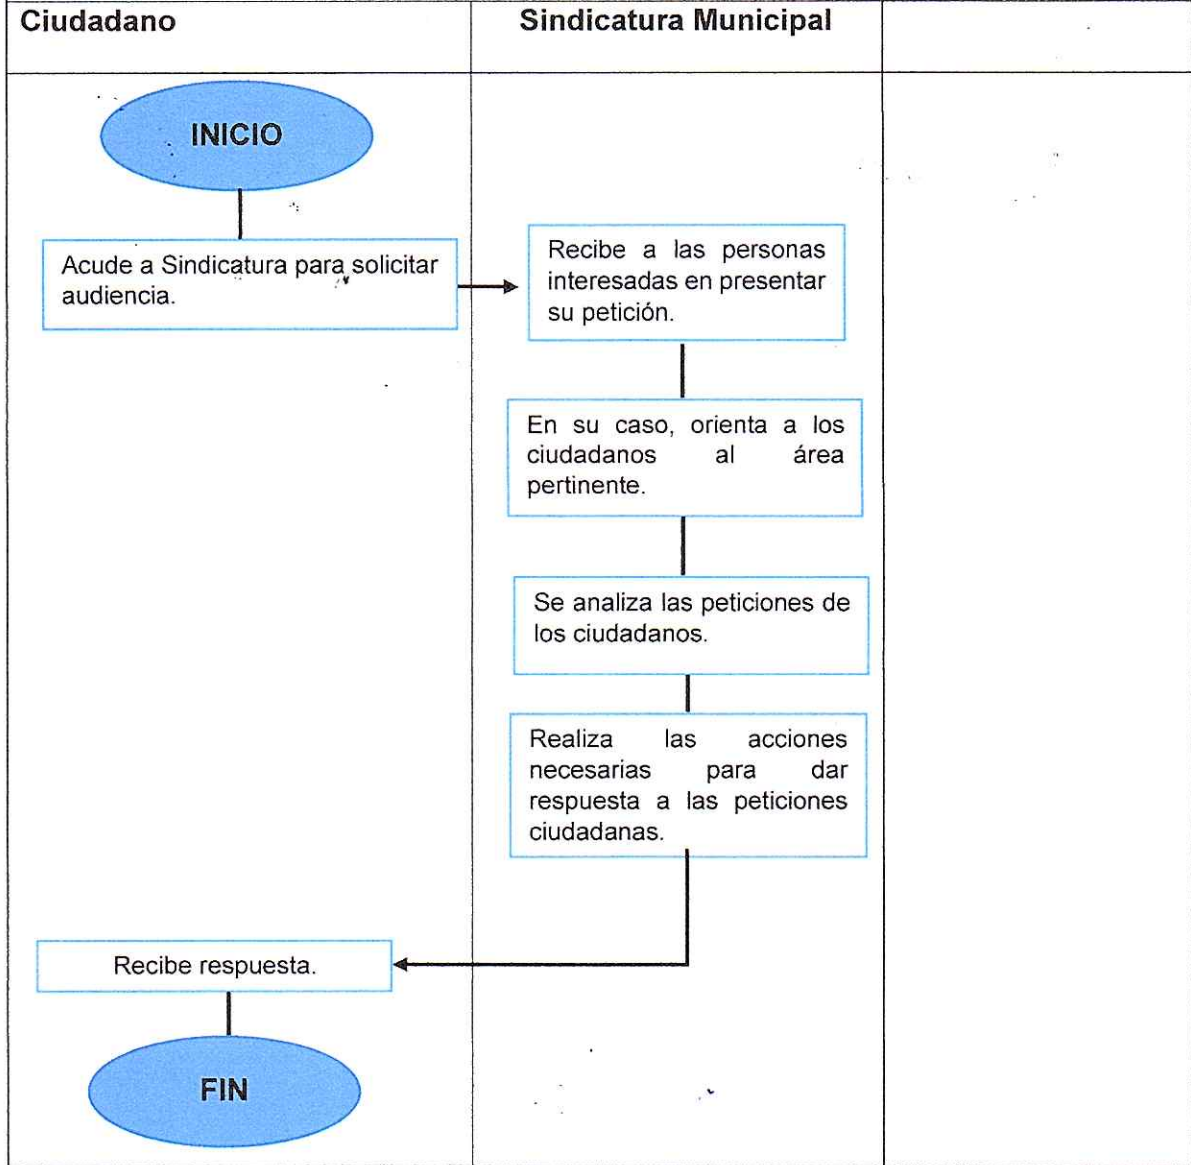 Ciudadano
Sindicatura Municipal
INICIO
Acude a Sindicatura para solicitar
audiencia.
Recibe a las personas
interesadas en presentar
su petición.
En su caso, orienta a los
ciudadanos al área
pertinente.
Se analiza las peticiones de
los ciudadanos.
Realiza las acciones
necesarias para dar
respuesta a las peticiones
ciudadanas.
Recibe respuesta.
FIN